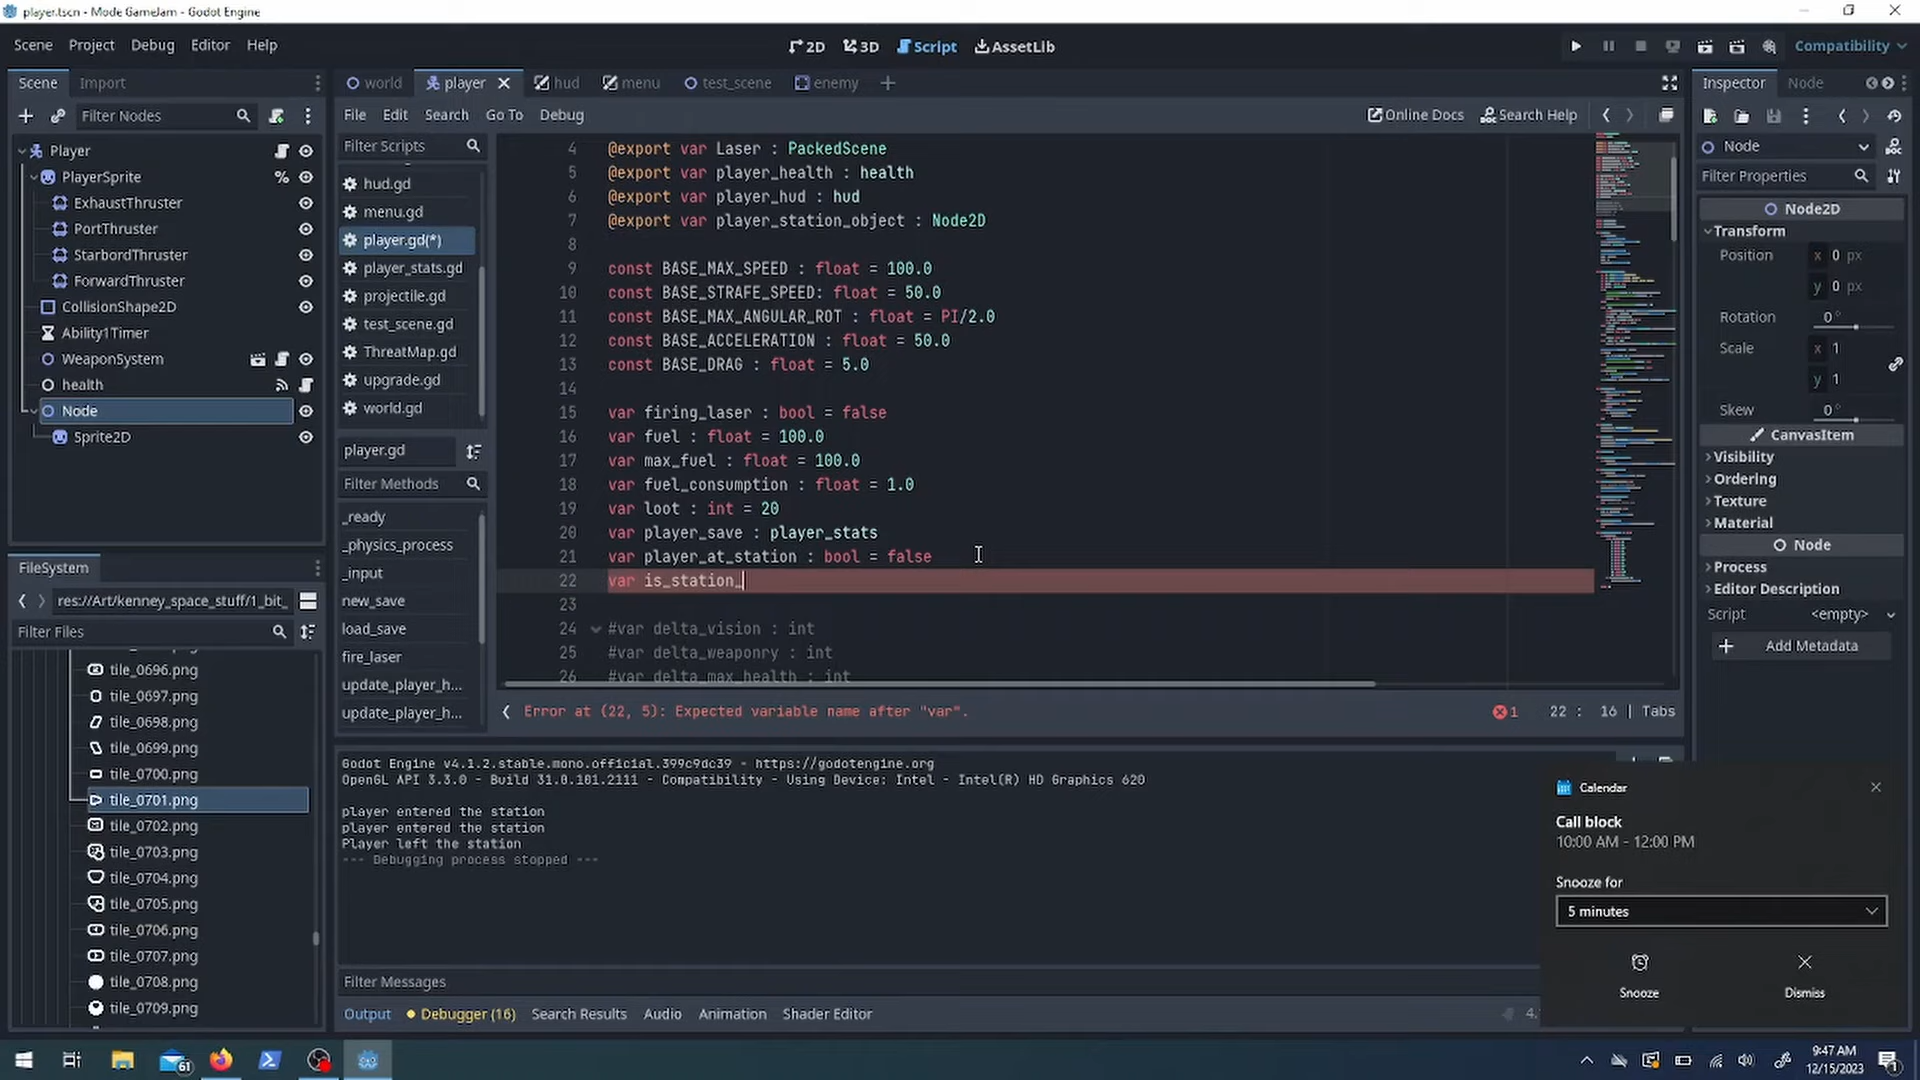 player.tscn - Mode GameJam - Godot Engine
Scene Project Debug Editor Help
2D 3D Script AssetLib
Compatibility
Scene Import
world player hud menu test_scene enemy
Inspector Node
Filter Nodes
File Edit Search Go To Debug
Online Docs Search Help
Player
PlayerSprite
ExhaustThruster
PortThruster
StarbordThruster
ForwardThruster
CollisionShape2D
Ability1Timer
WeaponSystem
health
Node
Sprite2D
Filter Scripts
hud.gd
menu.gd
player.gd(*)
player_stats.gd
projectile.gd
test_scene.gd
ThreatMap.gd
upgrade.gd
world.gd
player.gd
Filter Methods
_ready
_physics_process
_input
new_save
load_save
fire_laser
update_player_h...
update_player_h...
4 @export var Laser : PackedScene
5 @export var player_health : health
6 @export var player_hud : hud
7 @export var player_station_object : Node2D
8
9 const BASE_MAX_SPEED : float = 100.0
10 const BASE_STRAFE_SPEED: float = 50.0
11 const BASE_MAX_ANGULAR_ROT : float = PI/2.0
12 const BASE_ACCELERATION : float = 50.0
13 const BASE_DRAG : float = 5.0
14
15 var firing_laser : bool = false
16 var fuel : float = 100.0
17 var max_fuel : float = 100.0
18 var fuel_consumption : float = 1.0
19 var loot : int = 20
20 var player_save : player_stats
21 var player_at_station : bool = false
22 var is_station_
23
24 #var delta_vision : int
25 #var delta_weaponry : int
26 #var delta_max_health : int
Error at (22, 5): Expected variable name after "var".
1 22 : 16 | Tabs
Node
Filter Properties
Node2D
Transform
Position x 0 px
y 0 px
Rotation 0 °
Scale x 1
y 1
Skew 0 °
CanvasItem
Visibility
Ordering
Texture
Material
Node
Process
Editor Description
Script <empty>
Add Metadata
FileSystem
res://Art/kenney_space_stuff/1_bit_
Filter Files
tile_0696.png
tile_0697.png
tile_0698.png
tile_0699.png
tile_0700.png
tile_0701.png
tile_0702.png
tile_0703.png
tile_0704.png
tile_0705.png
tile_0706.png
tile_0707.png
tile_0708.png
tile_0709.png
Godot Engine v4.1.2.stable.mono.official.399c9dc39 - https://godotengine.org
OpenGL API 3.3.0 - Build 31.0.101.2111 - Compatibility - Using Device: Intel - Intel(R) HD Graphics 620
player entered the station
player entered the station
Player left the station
--- Debugging process stopped ---
Filter Messages
Output Debugger (16) Search Results Audio Animation Shader Editor
4.
Calendar
Call block
10:00 AM - 12:00 PM
Snooze for
5 minutes
Snooze Dismiss
61
9:47 AM
12/15/2023
1